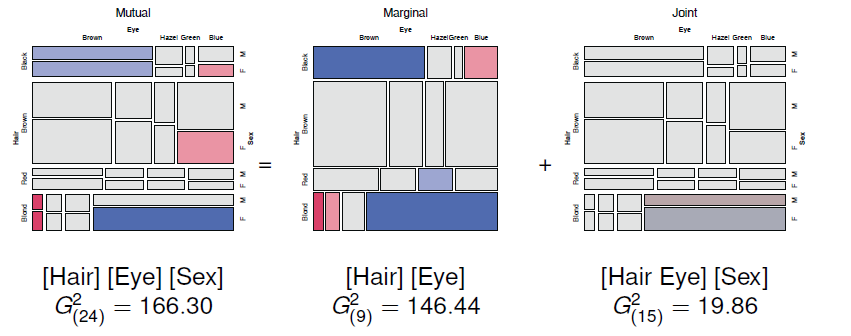 Mutual
Eye
Brown Hazel Green Blue
Hair
Black
Brown
Red
Blond
M
F
M
F
M
F
M
F
Sex
=
Marginal
Eye
Brown HazelGreen Blue
Hair
Black
Brown
Red
Blond
+
Joint
Eye
Brown Hazel Green Blue
Hair
Black
Brown
Red
Blond
M
F
M
F
M
F
M
F
Sex
[Hair] [Eye] [Sex]
G²(24) = 166.30
[Hair] [Eye]
G²(9) = 146.44
[Hair Eye] [Sex]
G²(15) = 19.86